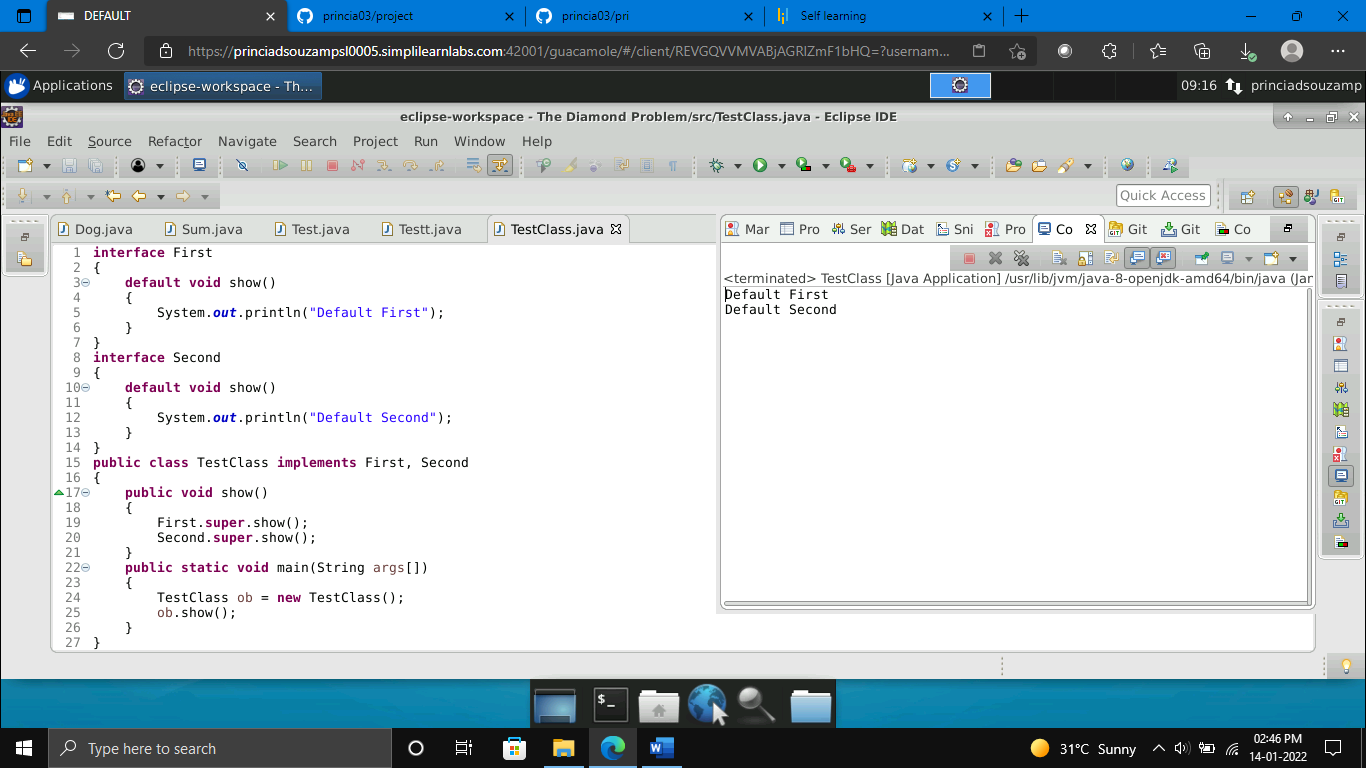 DEFAULT
princia03/project
princia03/pri
Self learning
https://princiadsouzampsl0005.simplilearnlabs.com:42001/guacamole/#/client/REVGQVVMVABjAGRlZmF1bHQ=?usernam...
Applications
eclipse-workspace - Th...
09:16
princiadsouzamp
eclipse-workspace - The Diamond Problem/src/TestClass.java - Eclipse IDE
File Edit Source Refactor Navigate Search Project Run Window Help
Quick Access
Dog.java Sum.java Test.java Testt.java TestClass.java
Mar Pro Ser Dat Sni Pro Co Git Git Co
<terminated> TestClass [Java Application] /usr/lib/jvm/java-8-openjdk-amd64/bin/java (Jan
Default First
Default Second
1 interface First
2 {
3 default void show()
4 {
5 System.out.println("Default First");
6 }
7 }
8 interface Second
9 {
10 default void show()
11 {
12 System.out.println("Default Second");
13 }
14 }
15 public class TestClass implements First, Second
16 {
17 public void show()
18 {
19 First.super.show();
20 Second.super.show();
21 }
22 public static void main(String args[])
23 {
24 TestClass ob = new TestClass();
25 ob.show();
26 }
27 }
$_
Type here to search
31°C Sunny
02:46 PM
14-01-2022